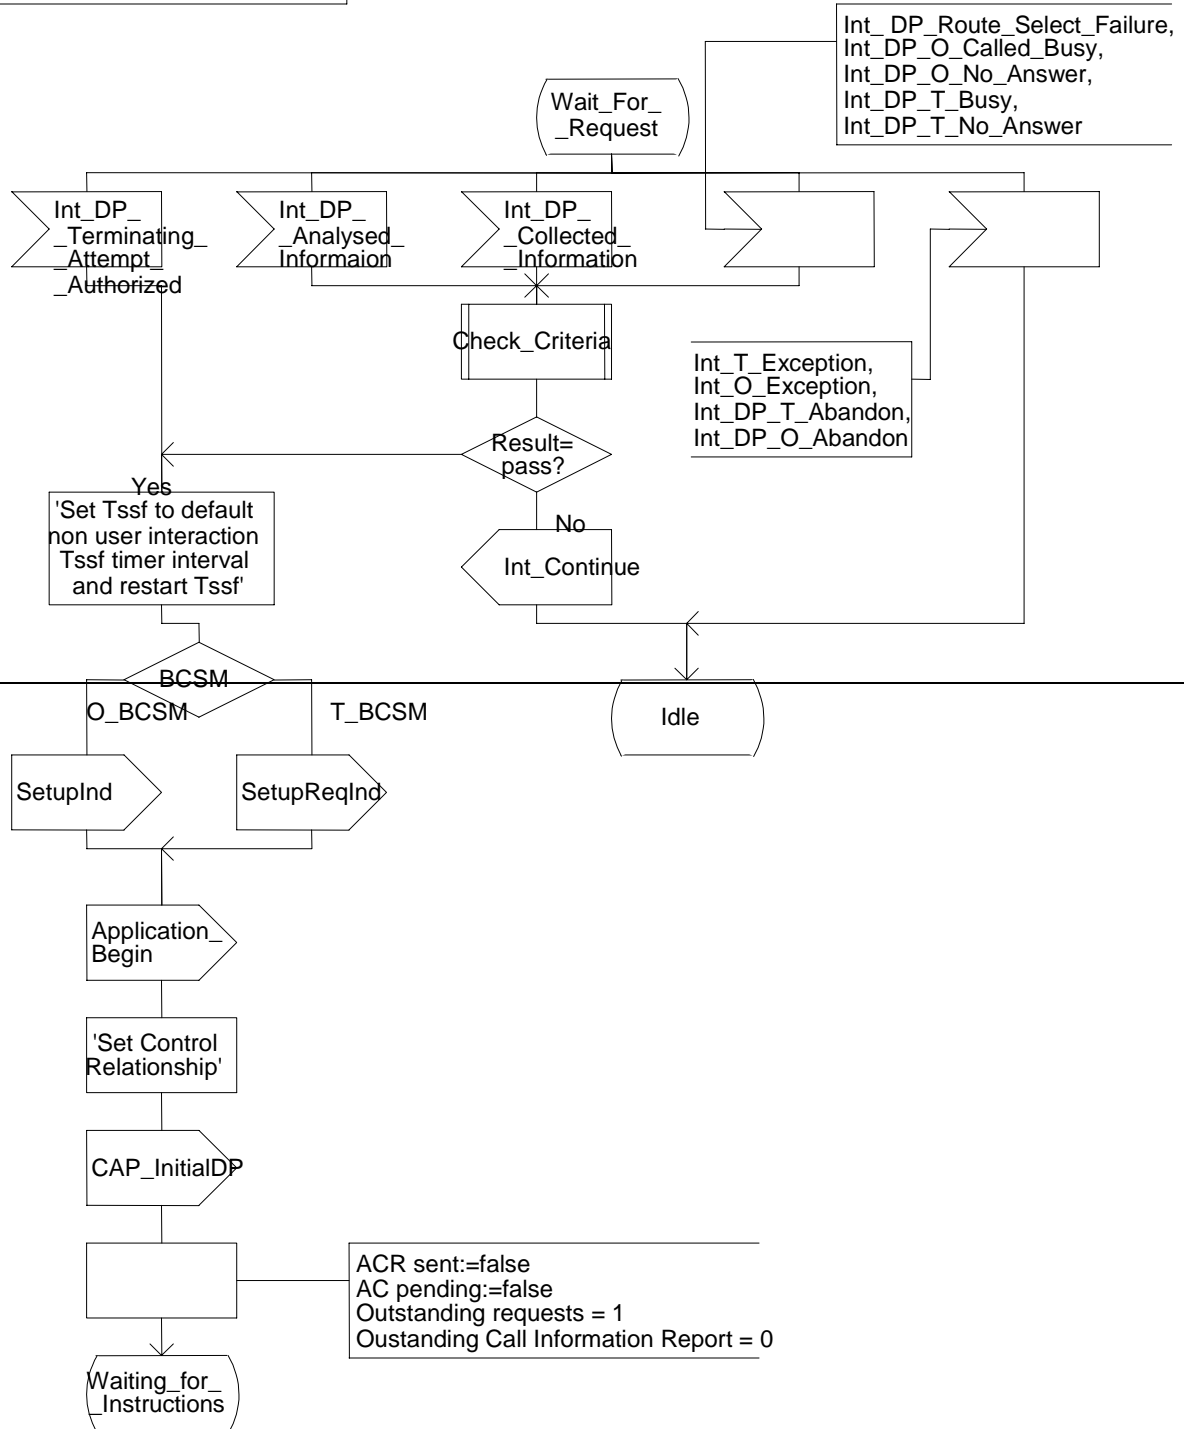 Int_ DP_Route_Select_Failure,
Int_DP_O_Called_Busy,
Int_DP_O_No_Answer,
Int_DP_T_Busy,
Int_DP_T_No_Answer
Wait_For_
_Request
Int_DP_
_Terminating_
_Attempt_
_Authorized
Int_DP_
_Analysed_
Informaion
Int_DP_
_Collected_
_Information
Check_Criteria
Int_T_Exception,
Int_O_Exception,
Int_DP_T_Abandon,
Int_DP_O_Abandon
Result=
pass?
Yes
No
'Set Tssf to default
non user interaction
Tssf timer interval
and restart Tssf'
Int_Continue
BCSM
O_BCSM
T_BCSM
Idle
SetupInd
SetupReqInd
Application_
Begin
'Set Control
Relationship'
CAP_InitialDP
ACR sent:=false
AC pending:=false
Outstanding requests = 1
Oustanding Call Information Report = 0
Waiting_for_
_Instructions